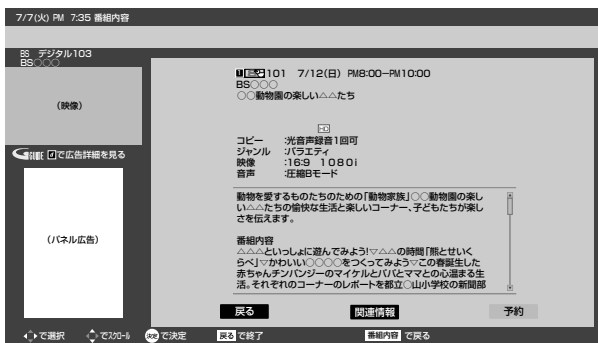 7/7(火) PM 7:35 番組内容
BS デジタル103
BS○○○
(映像)
Gガイド dで広告詳細を見る
(パネル広告)
101 7/12(日) PM8:00-PM10:00
BS○○○
○○動物園の楽しい△△たち
コピー :光音声録音1回可
ジャンル :バラエティ
映像 :16:9 1080i
音声 :圧縮Bモード
動物を愛するものたちのための「動物家族」○○動物園の楽し
い△△たちの愉快な生活と楽しいコーナー、子どもたちが楽し
さを伝えます。
番組内容
△△△といっしょに遊んでみよう!▽△△の時間「熊とせいく
らべ」▽かわいい○○○○をつくってみよう▽この春誕生した
赤ちゃんチンパンジーのマイケルとパパとママとの心温まる生
活。それぞれのコーナーのレポートを都立○山小学校の新聞部
戻る 関連情報 予約
で選択 でスクロール 決定 で決定 戻る で終了 番組内容 で戻る